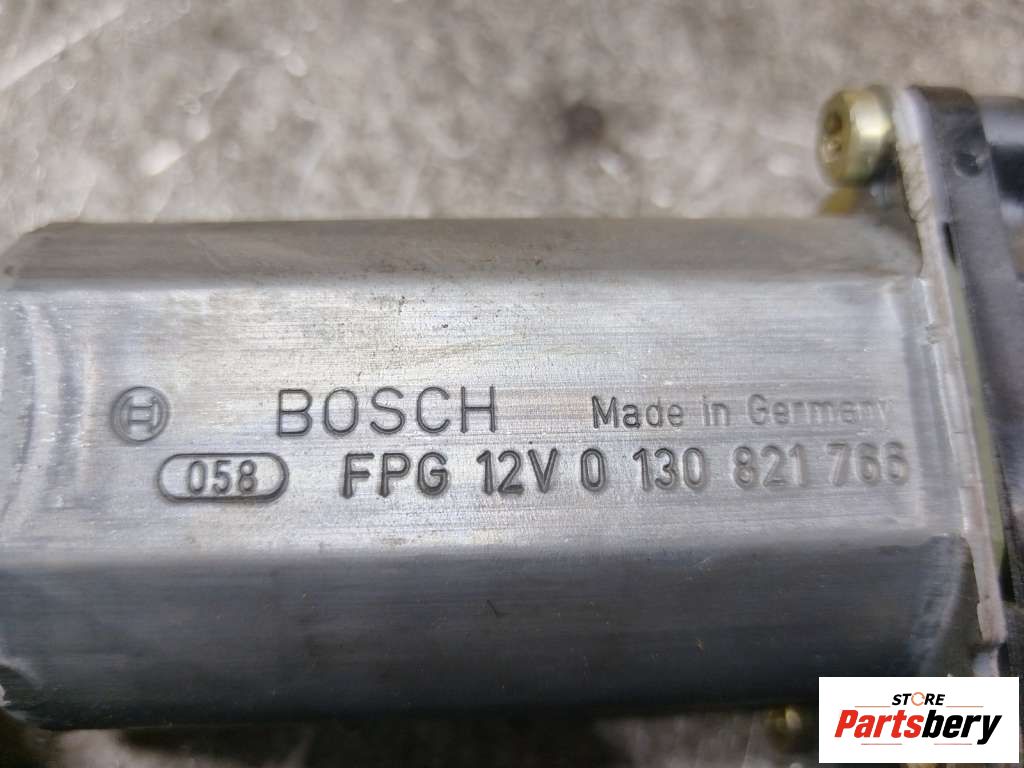 BOSCH Made in Germany
058 FPG 12V 0 130 821 766
STORE
Partsbery